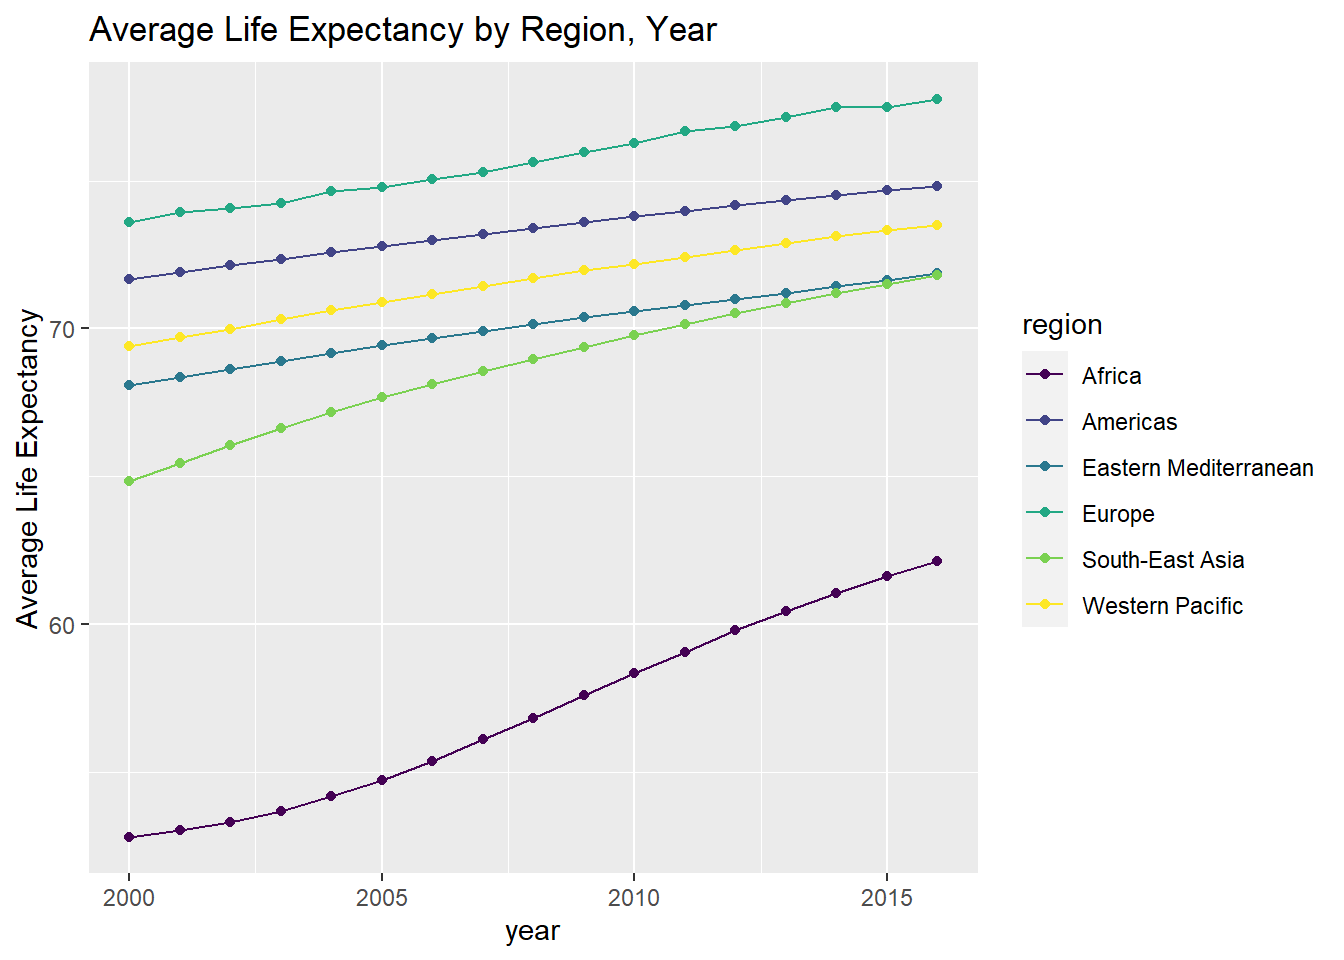 Average Life Expectancy by Region, Year
Average Life Expectancy
70
60
2000 2005 2010 2015
year
region
Africa
Americas
Eastern Mediterranean
Europe
South-East Asia
Western Pacific